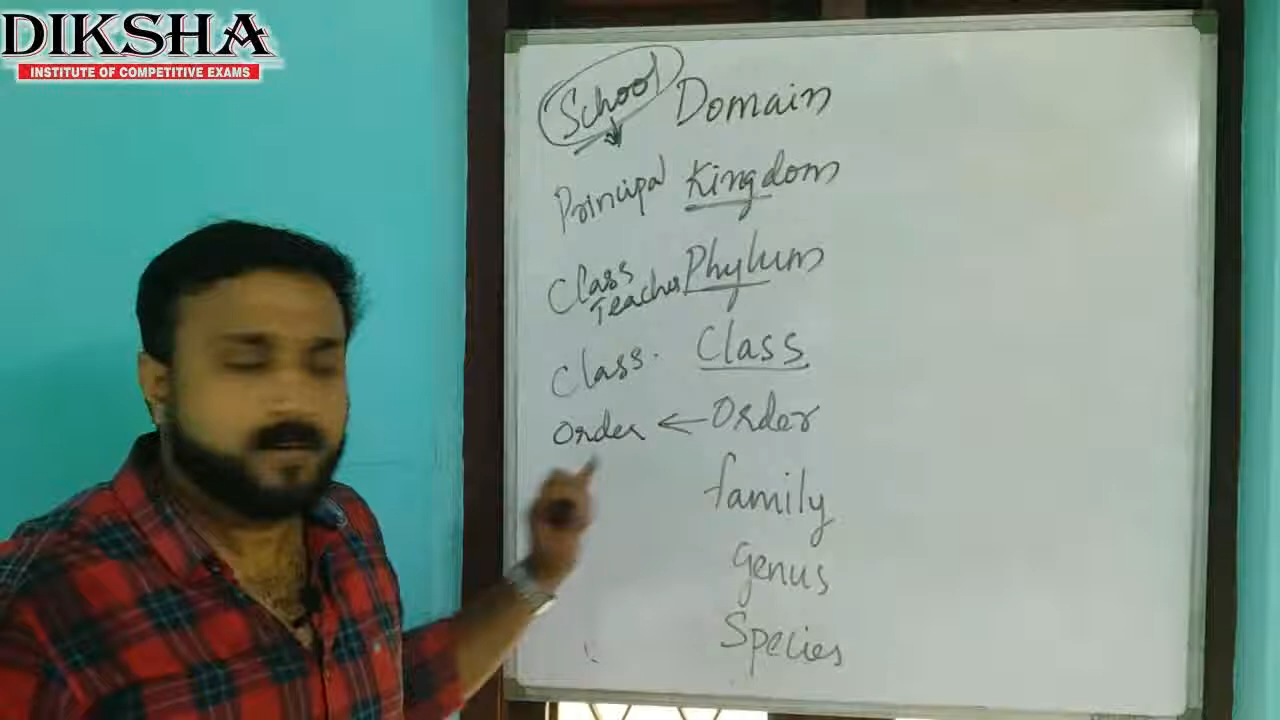 DIKSHA
INSTITUTE OF COMPETITIVE EXAMS
School Domain
Principal Kingdom
Class Teacher Phylum
Class. Class
Order ← Order
family
Genus
Species